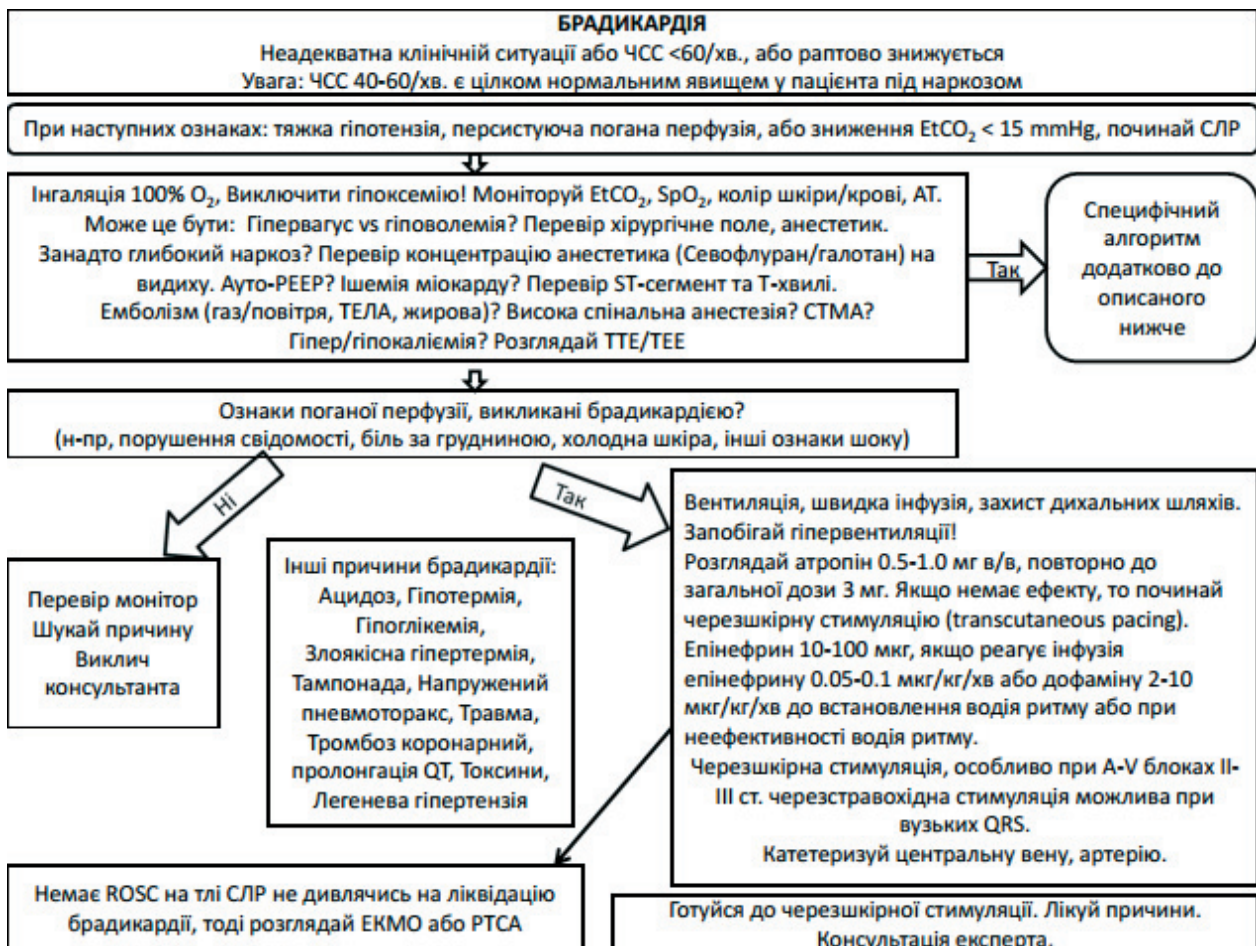 БРАДИКАРДІЯ
Неадекватна клінічній ситуації або ЧСС <60/хв., або раптово знижується
Увага: ЧСС 40-60/хв. є цілком нормальним явищем у пацієнта під наркозом
При наступних ознаках: тяжка гіпотензія, персистуюча погана перфузія, або зниження EtCO₂ < 15 mmHg, починай СЛР
Інгаляція 100% O₂, Виключити гіпоксемію! Моніторуй EtCO₂, SpO₂, колір шкіри/крові, АТ.
Може це бути: Гіпервагус vs гіповолемія? Перевір хірургічне поле, анестетик.
Занадто глибокий наркоз? Перевір концентрацію анестетика (Севофлуран/галотан) на
видиху. Ауто-PEEP? Ішемія міокарду? Перевір ST-сегмент та Т-хвилі.
Емболізм (газ/повітря, ТЕЛА, жирова)? Висока спінальна анестезія? СТМА?
Гіпер/гіпокаліємія? Розглядай TTE/TEE
Так
Специфічний
алгоритм
додатково до
описаного
нижче
Ознаки поганої перфузії, викликані брадикардією?
(н-пр, порушення свідомості, біль за грудниною, холодна шкіра, інші ознаки шоку)
Ні
Так
Перевір монітор
Шукай причину
Виклич
консультанта
Інші причини брадикардії:
Ацидоз, Гіпотермія,
Гіпоглікемія,
Злоякісна гіпертермія,
Тампонада, Напружений
пневмоторакс, Травма,
Тромбоз коронарний,
пролонгація QT, Токсини,
Легенева гіпертензія
Вентиляція, швидка інфузія, захист дихальних шляхів.
Запобігай гіпервентиляції!
Розглядай атропін 0.5-1.0 мг в/в, повторно до
загальної дози 3 мг. Якщо немає ефекту, то починай
черезшкірну стимуляцію (transcutaneous pacing).
Епінефрин 10-100 мкг, якщо реагує інфузія
епінефрину 0.05-0.1 мкг/кг/хв або дофаміну 2-10
мкг/кг/хв до встановлення водія ритму або при
неефективності водія ритму.
Черезшкірна стимуляція, особливо при A-V блоках II-
III ст. черезстравохідна стимуляція можлива при
вузьких QRS.
Катетеризуй центральну вену, артерію.
Немає ROSC на тлі СЛР не дивлячись на ліквідацію
брадикардії, тоді розглядай ЕКМО або РТСА
Готуйся до черезшкірної стимуляції. Лікуй причини.
Консультація експерта.